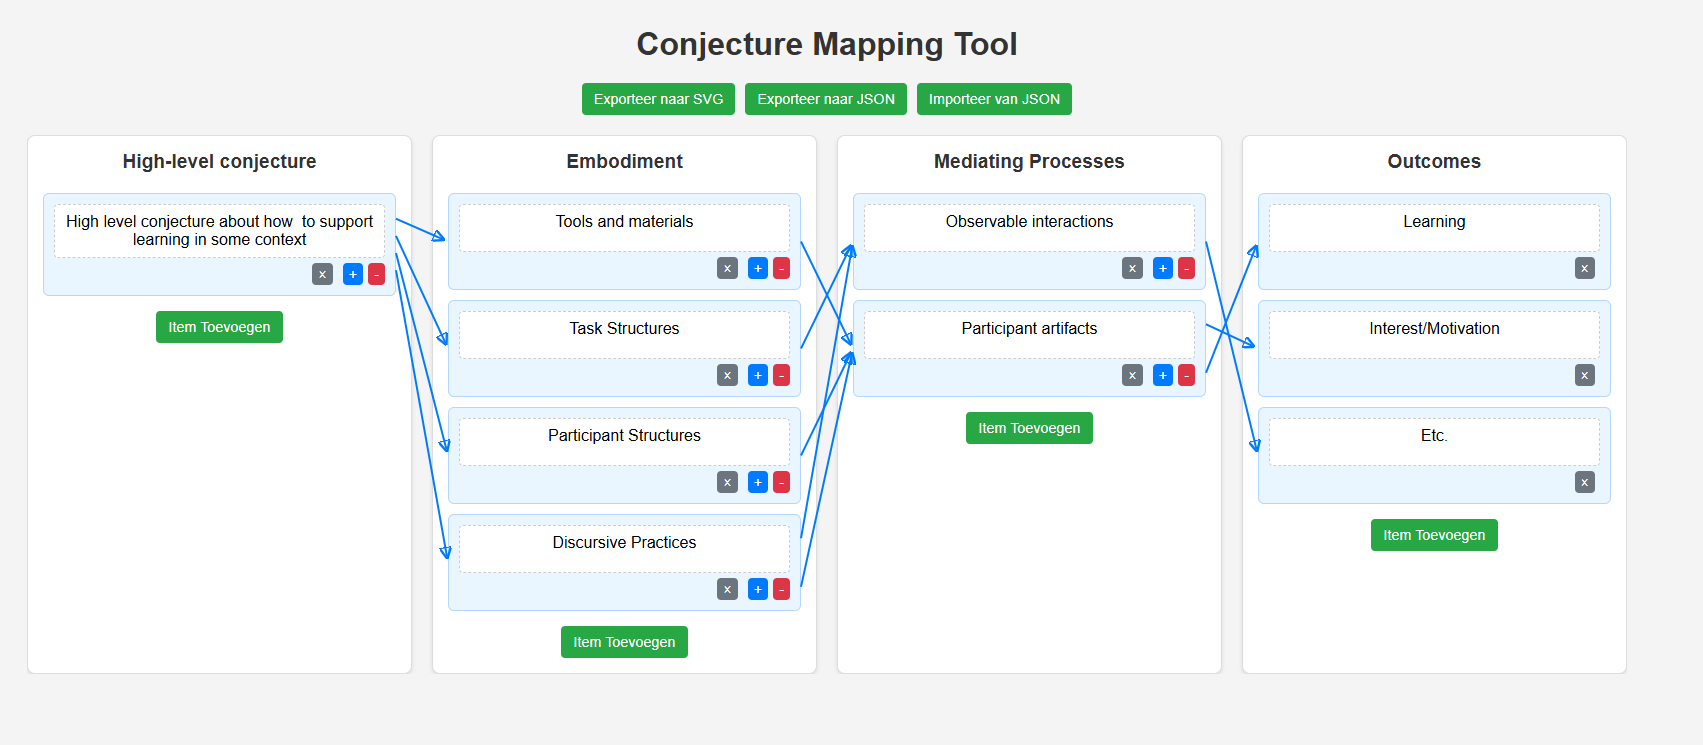 Conjecture Mapping Tool
Exporteer naar SVG
Exporteer naar JSON
Importeer van JSON
High-level conjecture
High level conjecture about how  to support
learning in some context
x
+
-
Item Toevoegen
Embodiment
Tools and materials
x
+
-
Task Structures
x
+
-
Participant Structures
x
+
-
Discursive Practices
x
+
-
Item Toevoegen
Mediating Processes
Observable interactions
x
+
-
Participant artifacts
x
+
-
Item Toevoegen
Outcomes
Learning
x
Interest/Motivation
x
Etc.
x
Item Toevoegen